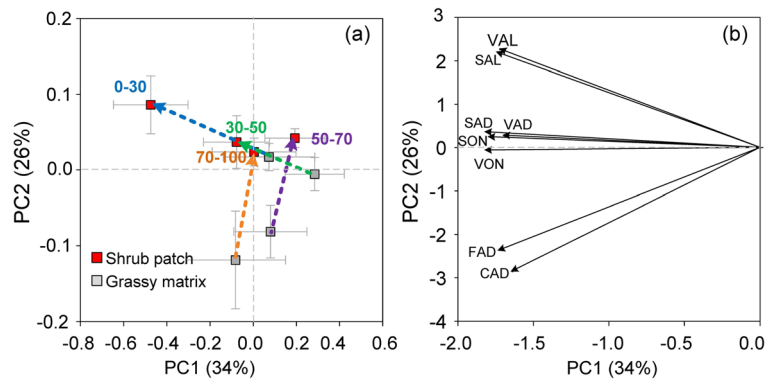 (a)
0.2
0.1
0.0
-0.1
-0.2
PC2 (26%)
0-30
30-50
50-70
70-100
Shrub patch
Grassy matrix
-0.8 -0.6 -0.4 -0.2 0.0 0.2 0.4 0.6
PC1 (34%)
(b)
3
2
1
0
-1
-2
-3
-4
PC2 (26%)
VAL
SAL
SAD
VAD
SON
VON
FAD
CAD
-2.0 -1.5 -1.0 -0.5 0.0
PC1 (34%)